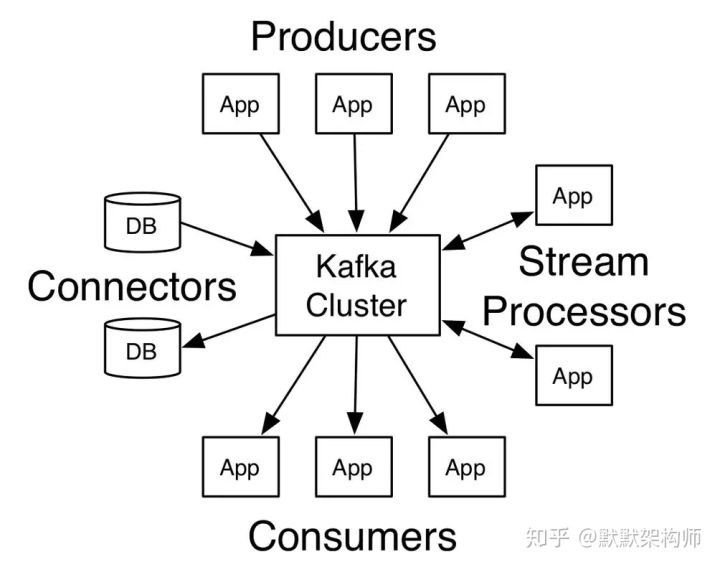 Producers
App
App
App
DB
App
Kafka
Cluster
Stream
Processors
Connectors
DB
App
App
App
App
Consumers
知乎 @默默架构师